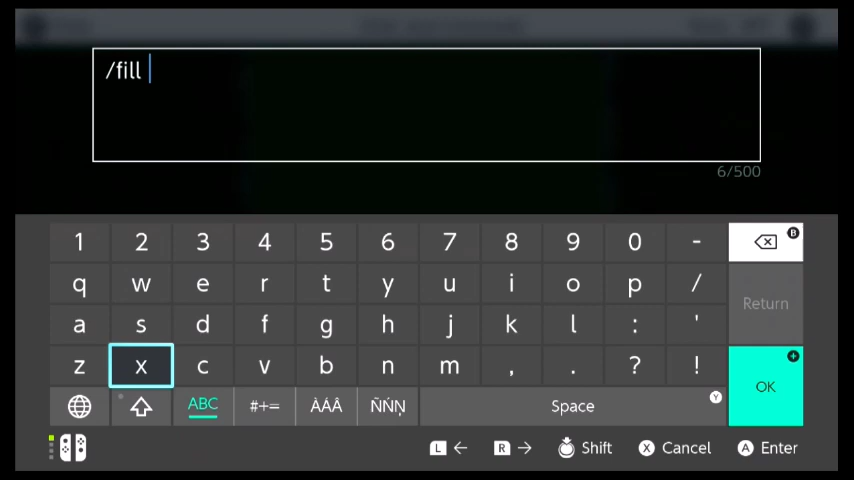 /fill
6/500
1 2 3 4 5 6 7 8 9 0 - B
q w e r t y u i o p / Return
a s d f g h j k l : '
z x c v b n m , . ? ! + OK
ABC #+= ÀÁÂ ÑŃŅ Space Y
L ← R → Shift X Cancel A Enter